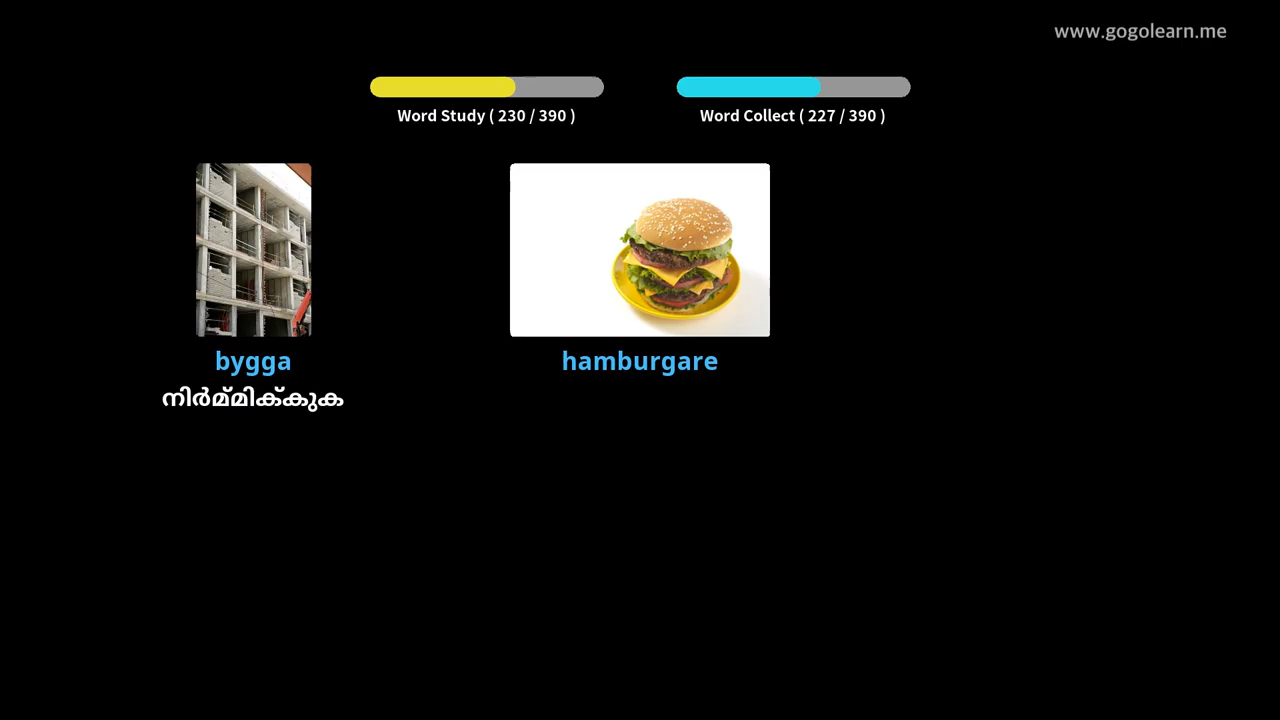 www.gogolearn.me
Word Study ( 230 / 390 )
Word Collect ( 227 / 390 )
bygga
hamburgare
നിർമ്മിക്കുക